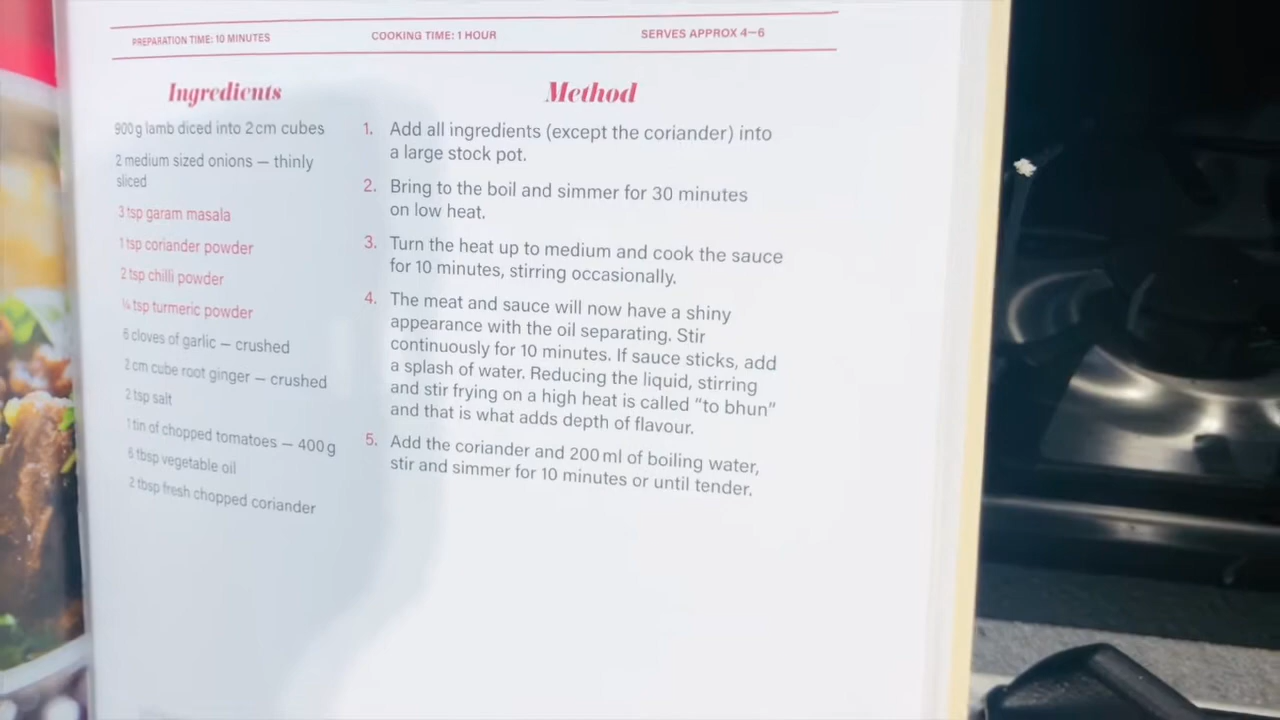 PREPARATION TIME: 10 MINUTES
COOKING TIME: 1 HOUR
SERVES APPROX 4–6
Ingredients
900g lamb diced into 2cm cubes
2 medium sized onions – thinly
sliced
3 tsp garam masala
1 tsp coriander powder
2 tsp chilli powder
¼ tsp turmeric powder
6 cloves of garlic – crushed
2cm cube root ginger – crushed
2 tsp salt
1 tin of chopped tomatoes – 400g
6 tbsp vegetable oil
2 tbsp fresh chopped coriander
Method
1. Add all ingredients (except the coriander) into
a large stock pot.
2. Bring to the boil and simmer for 30 minutes
on low heat.
3. Turn the heat up to medium and cook the sauce
for 10 minutes, stirring occasionally.
4. The meat and sauce will now have a shiny
appearance with the oil separating. Stir
continuously for 10 minutes. If sauce sticks, add
a splash of water. Reducing the liquid, stirring
and stir frying on a high heat is called “to bhun”
and that is what adds depth of flavour.
5. Add the coriander and 200ml of boiling water,
stir and simmer for 10 minutes or until tender.